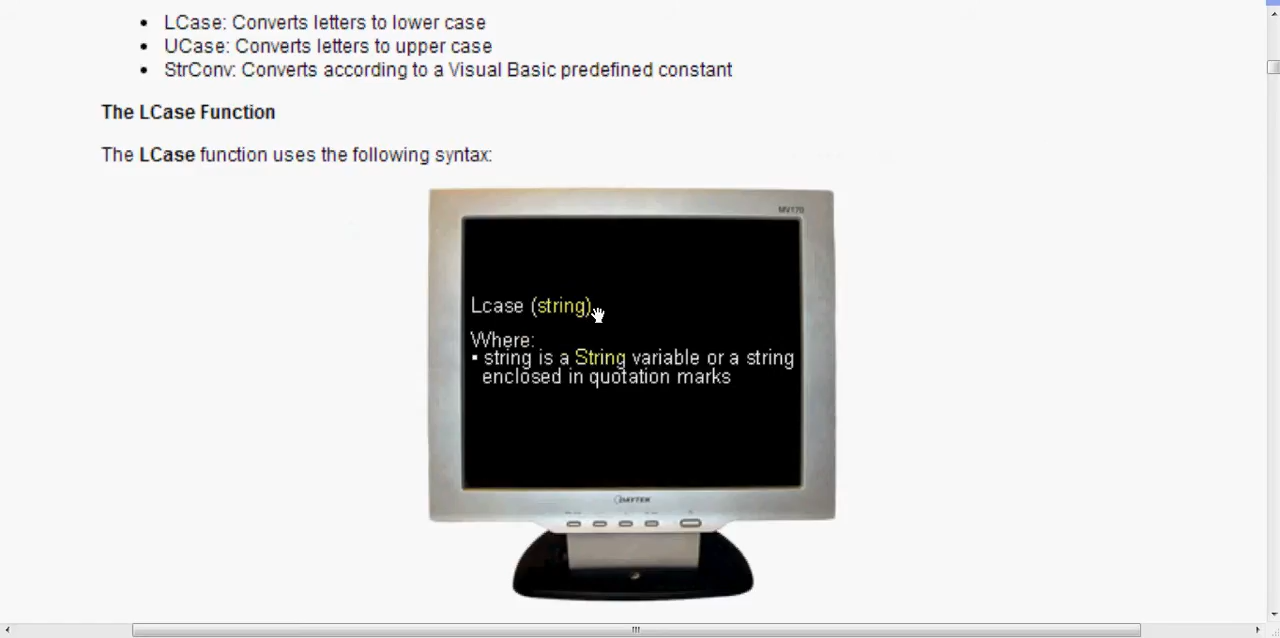 • LCase: Converts letters to lower case
• UCase: Converts letters to upper case
• StrConv: Converts according to a Visual Basic predefined constant
The LCase Function
The LCase function uses the following syntax:
MV170
Lcase (string)
Where:
▪ string is a String variable or a string
enclosed in quotation marks
DAYTEK